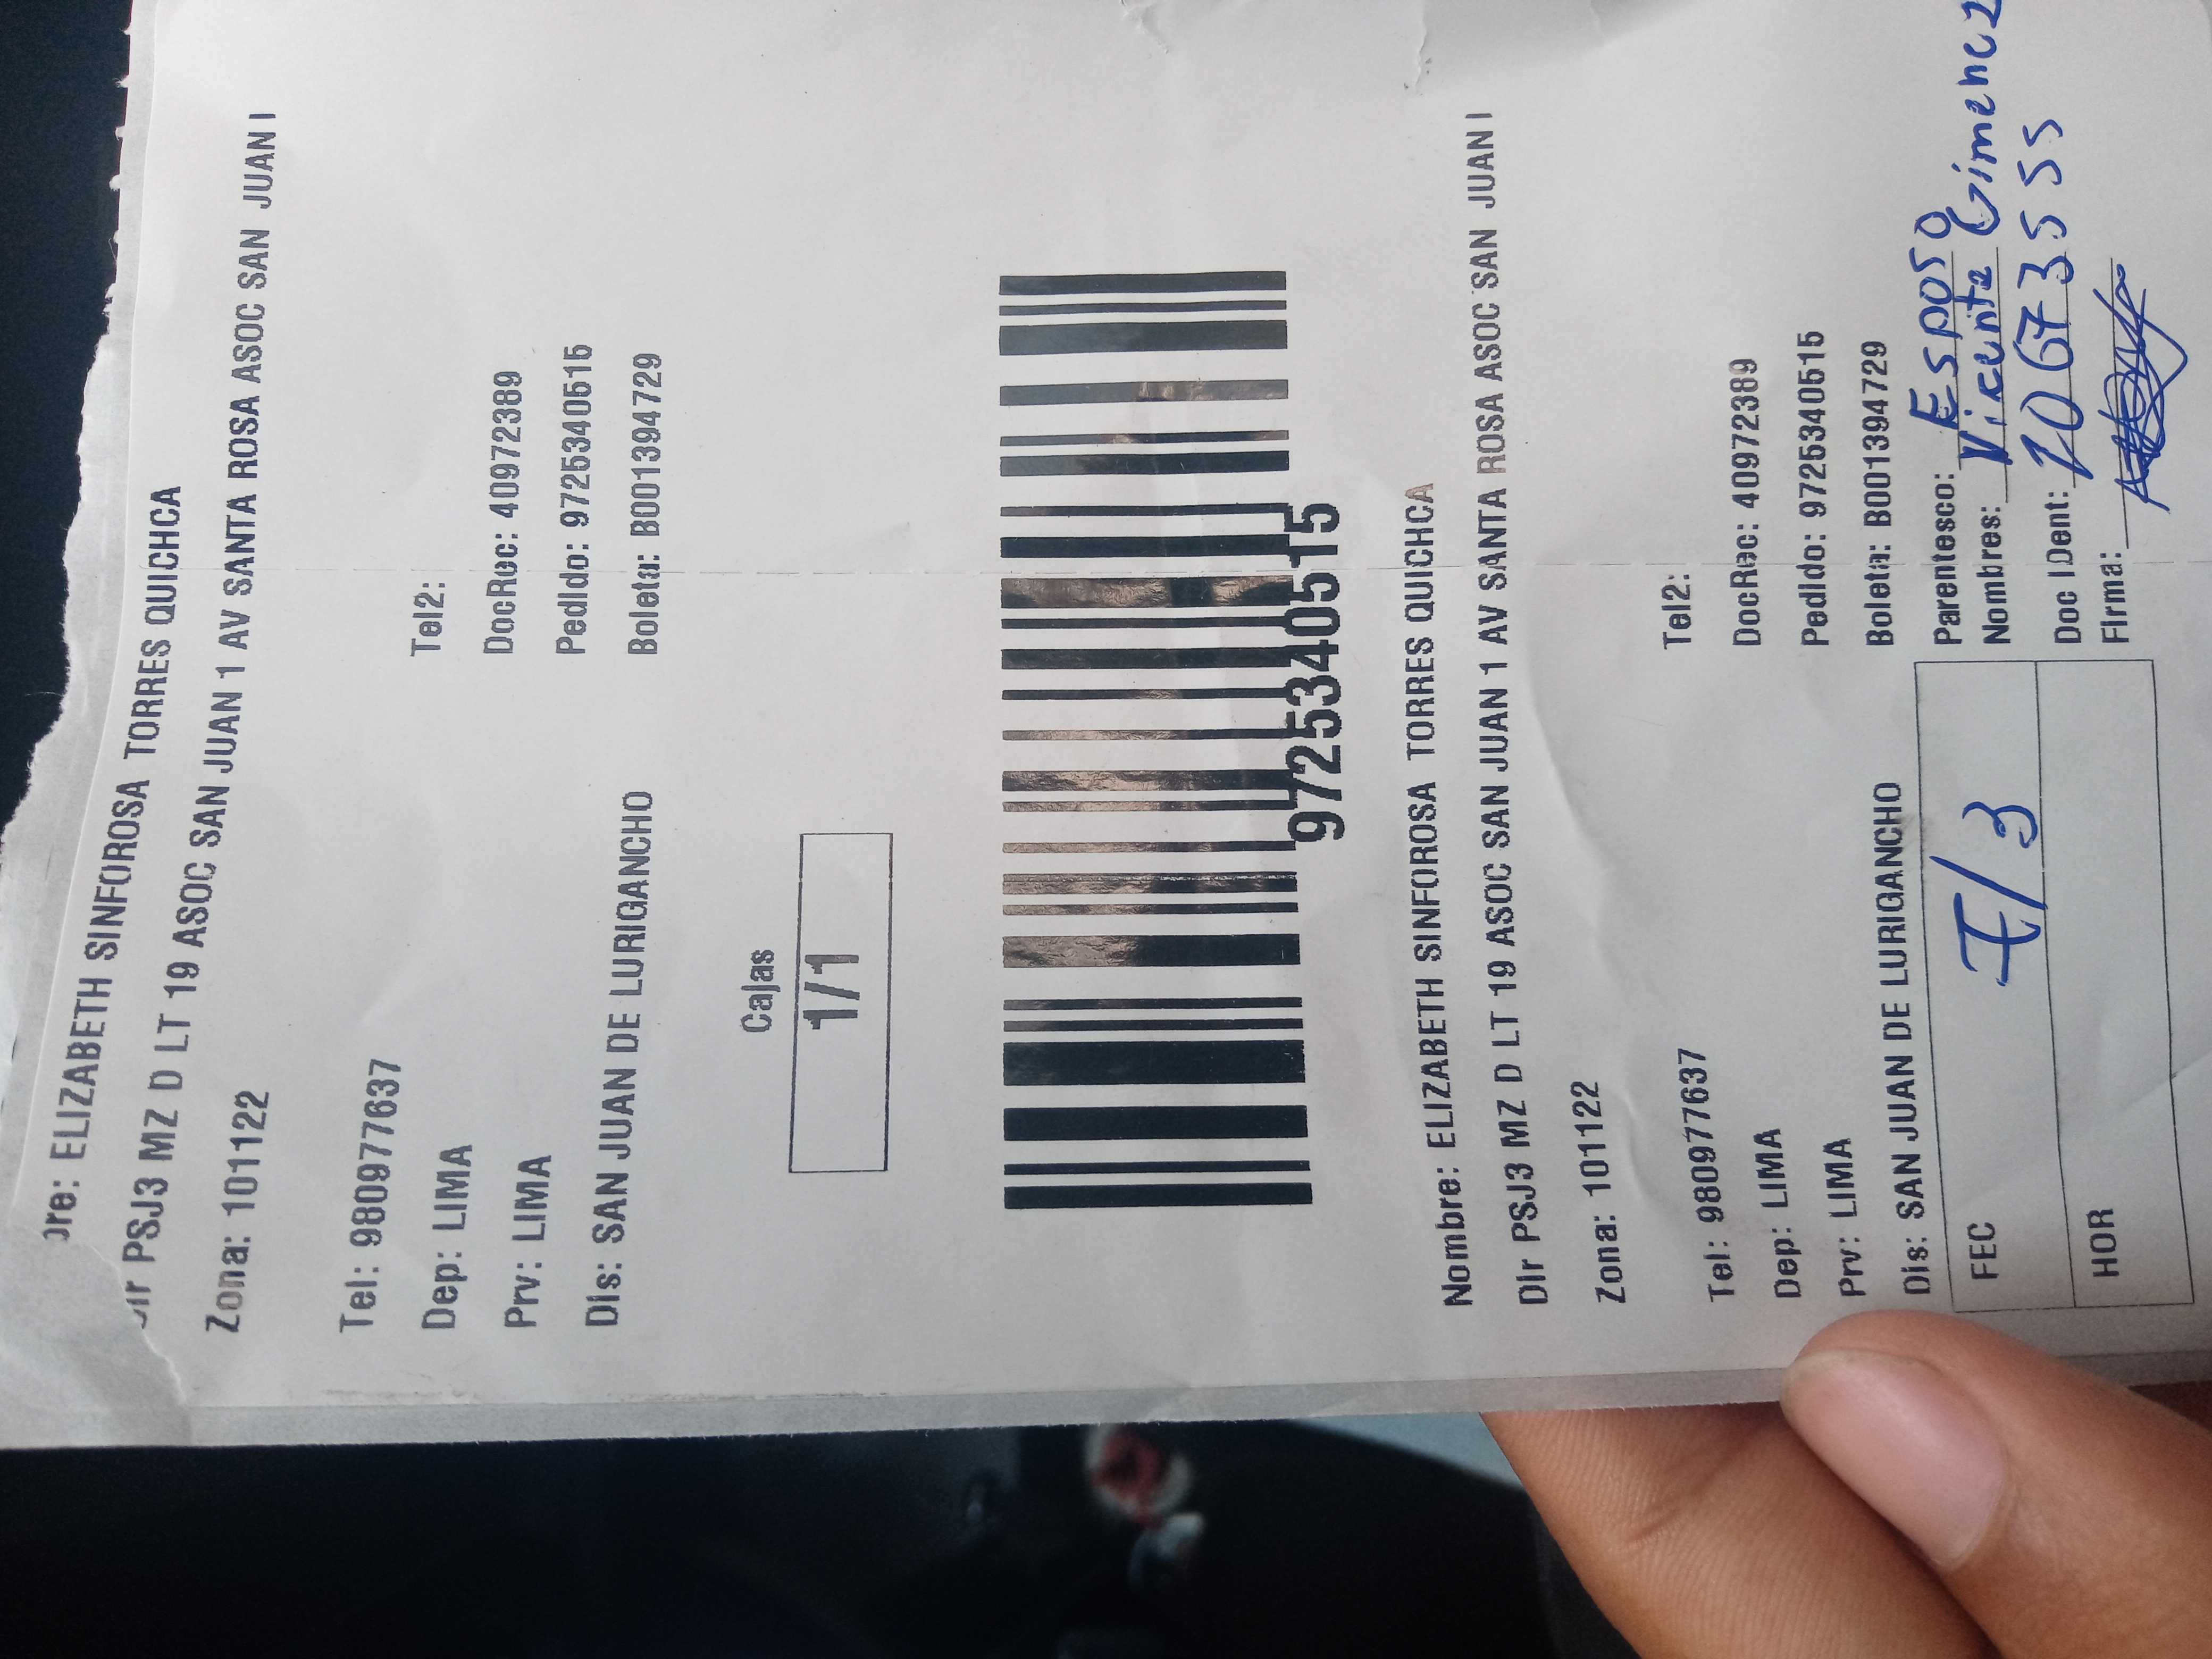 bre: ELIZABETH SINFOROSA TORRES QUICHCA
Dir PSJ3 MZ D LT 19 ASOC SAN JUAN 1 AV SANTA ROSA ASOC SAN JUAN I
Zona: 101122
Tel: 980977637 Tel2:
Dep: LIMA DocRec: 40972389
Prv: LIMA Pedido: 9725340515
Dis: SAN JUAN DE LURIGANCHO Boleta: B001394729
Cajas
1/1
9725340515
Nombre: ELIZABETH SINFOROSA TORRES QUICHCA
Dir PSJ3 MZ D LT 19 ASOC SAN JUAN 1 AV SANTA ROSA ASOC SAN JUAN I
Zona: 101122
Tel: 980977637 Tel2:
Dep: LIMA DocRec: 40972389
Prv: LIMA Pedido: 9725340515
Dis: SAN JUAN DE LURIGANCHO Boleta: B001394729
FEC 7/3
HOR
Parentesco: Esposo
Nombres: Vicente Gimenez
Doc IDent: 10673555
Firma: